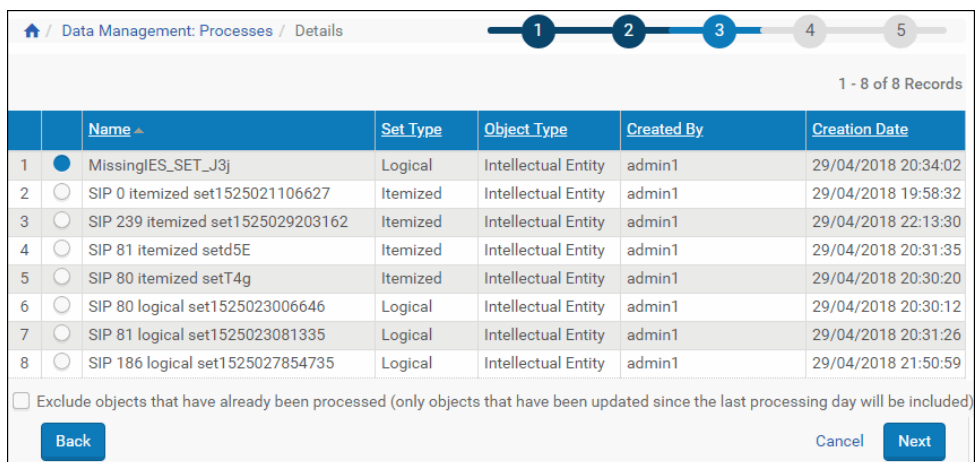 / Data Management: Processes / Details 1 2 3 4 5
1 - 8 of 8 Records
Name Set Type Object Type Created By Creation Date
1 MissingIES_SET_J3j Logical Intellectual Entity admin1 29/04/2018 20:34:02
2 SIP 0 itemized set1525021106627 Itemized Intellectual Entity admin1 29/04/2018 19:58:32
3 SIP 239 itemized set1525029203162 Itemized Intellectual Entity admin1 29/04/2018 22:13:30
4 SIP 81 itemized setd5E Itemized Intellectual Entity admin1 29/04/2018 20:31:35
5 SIP 80 itemized setT4g Itemized Intellectual Entity admin1 29/04/2018 20:30:20
6 SIP 80 logical set1525023006646 Logical Intellectual Entity admin1 29/04/2018 20:30:12
7 SIP 81 logical set1525023081335 Logical Intellectual Entity admin1 29/04/2018 20:31:26
8 SIP 186 logical set1525027854735 Logical Intellectual Entity admin1 29/04/2018 21:50:59
Exclude objects that have already been processed (only objects that have been updated since the last processing day will be included)
Back Cancel Next